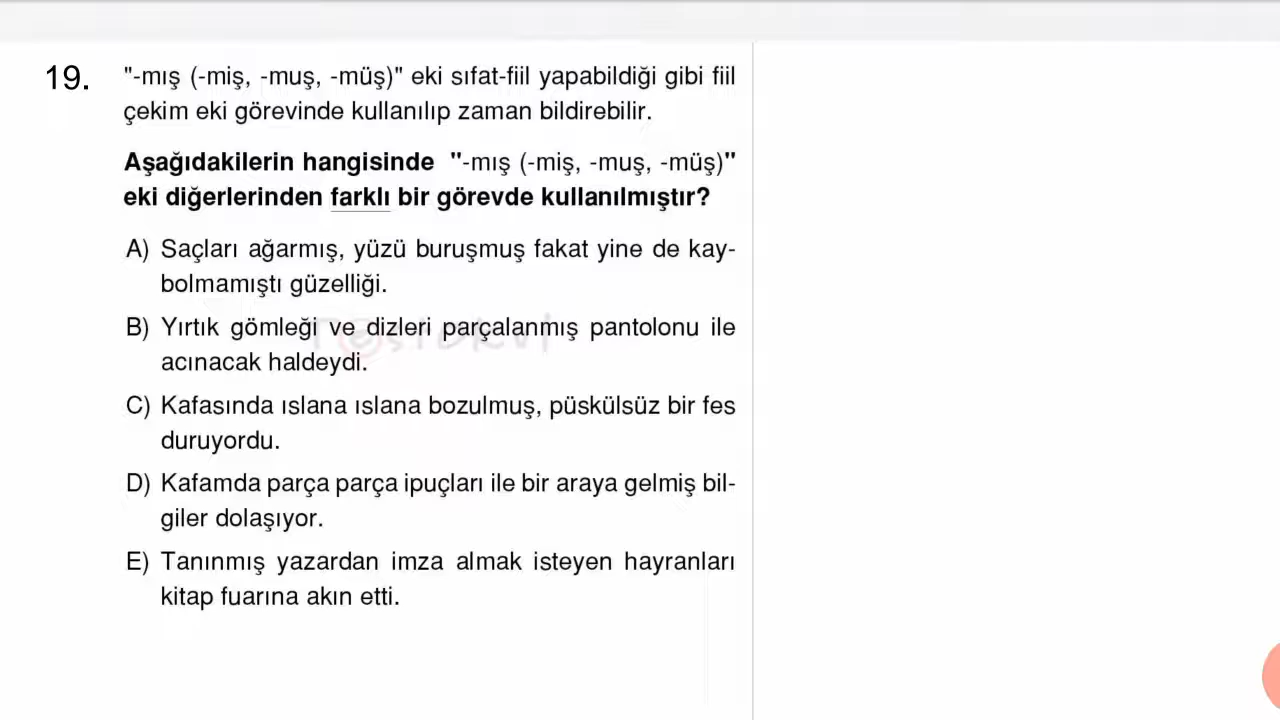 19. "-mış (-miş, -muş, -müş)" eki sıfat-fiil yapabildiği gibi fiil
çekim eki görevinde kullanılıp zaman bildirebilir.
Aşağıdakilerin hangisinde "-mış (-miş, -muş, -müş)"
eki diğerlerinden farklı bir görevde kullanılmıştır?
A) Saçları ağarmış, yüzü buruşmuş fakat yine de kay-
bolmamıştı güzelliği.
B) Yırtık gömleği ve dizleri parçalanmış pantolonu ile
acınacak haldeydi.
C) Kafasında ıslana ıslana bozulmuş, püskülsüz bir fes
duruyordu.
D) Kafamda parça parça ipuçları ile bir araya gelmiş bil-
giler dolaşıyor.
E) Tanınmış yazardan imza almak isteyen hayranları
kitap fuarına akın etti.